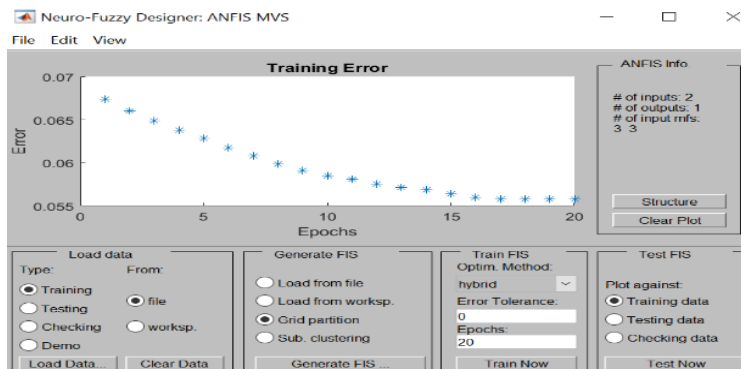 Neuro-Fuzzy Designer: ANFIS MVS
File Edit View
Training Error
0.07
0.065
0.06
0.055
Error
0 5 10 15 20
Epochs
ANFIS Info.
# of inputs: 2
# of outputs: 1
# of input mfs:
3 3
Structure
Clear Plot
Load data
Type: From:
Training
Testing
Checking
Demo
file
worksp.
Load Data...
Clear Data
Generate FIS
Load from file
Load from worksp.
Grid partition
Sub. clustering
Generate FIS ...
Train FIS
Optim. Method:
hybrid
Error Tolerance:
0
Epochs:
20
Train Now
Test FIS
Plot against:
Training data
Testing data
Checking data
Test Now